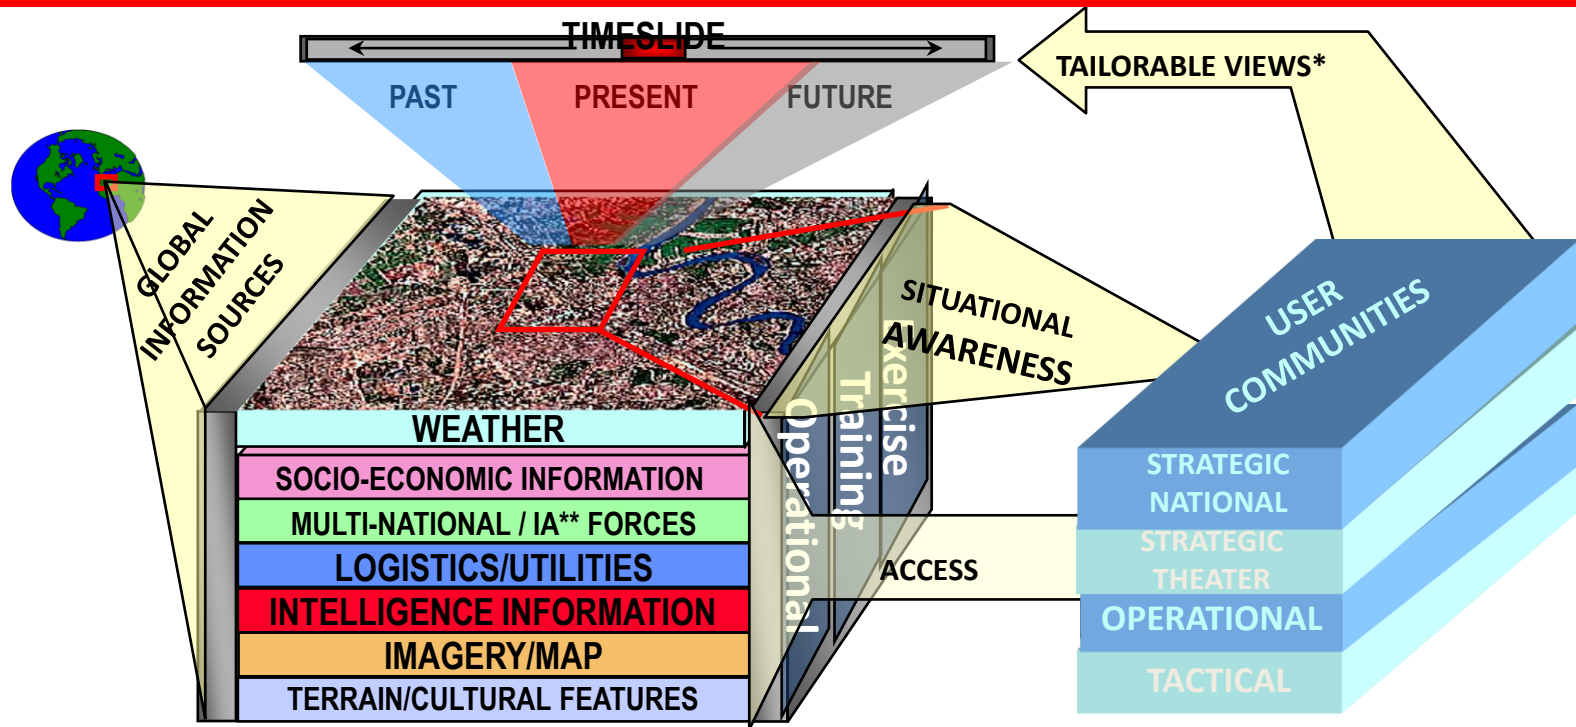 TIMESLIDE
PAST
PRESENT
FUTURE
TAILORABLE VIEWS*
GLOBAL
INFORMATION
SOURCES
SITUATIONAL
AWARENESS
USER
COMMUNITIES
WEATHER
SOCIO-ECONOMIC INFORMATION
MULTI-NATIONAL / IA** FORCES
LOGISTICS/UTILITIES
INTELLIGENCE INFORMATION
IMAGERY/MAP
TERRAIN/CULTURAL FEATURES
Operational
Training
Exercise
ACCESS
STRATEGIC
NATIONAL
STRATEGIC
THEATER
OPERATIONAL
TACTICAL